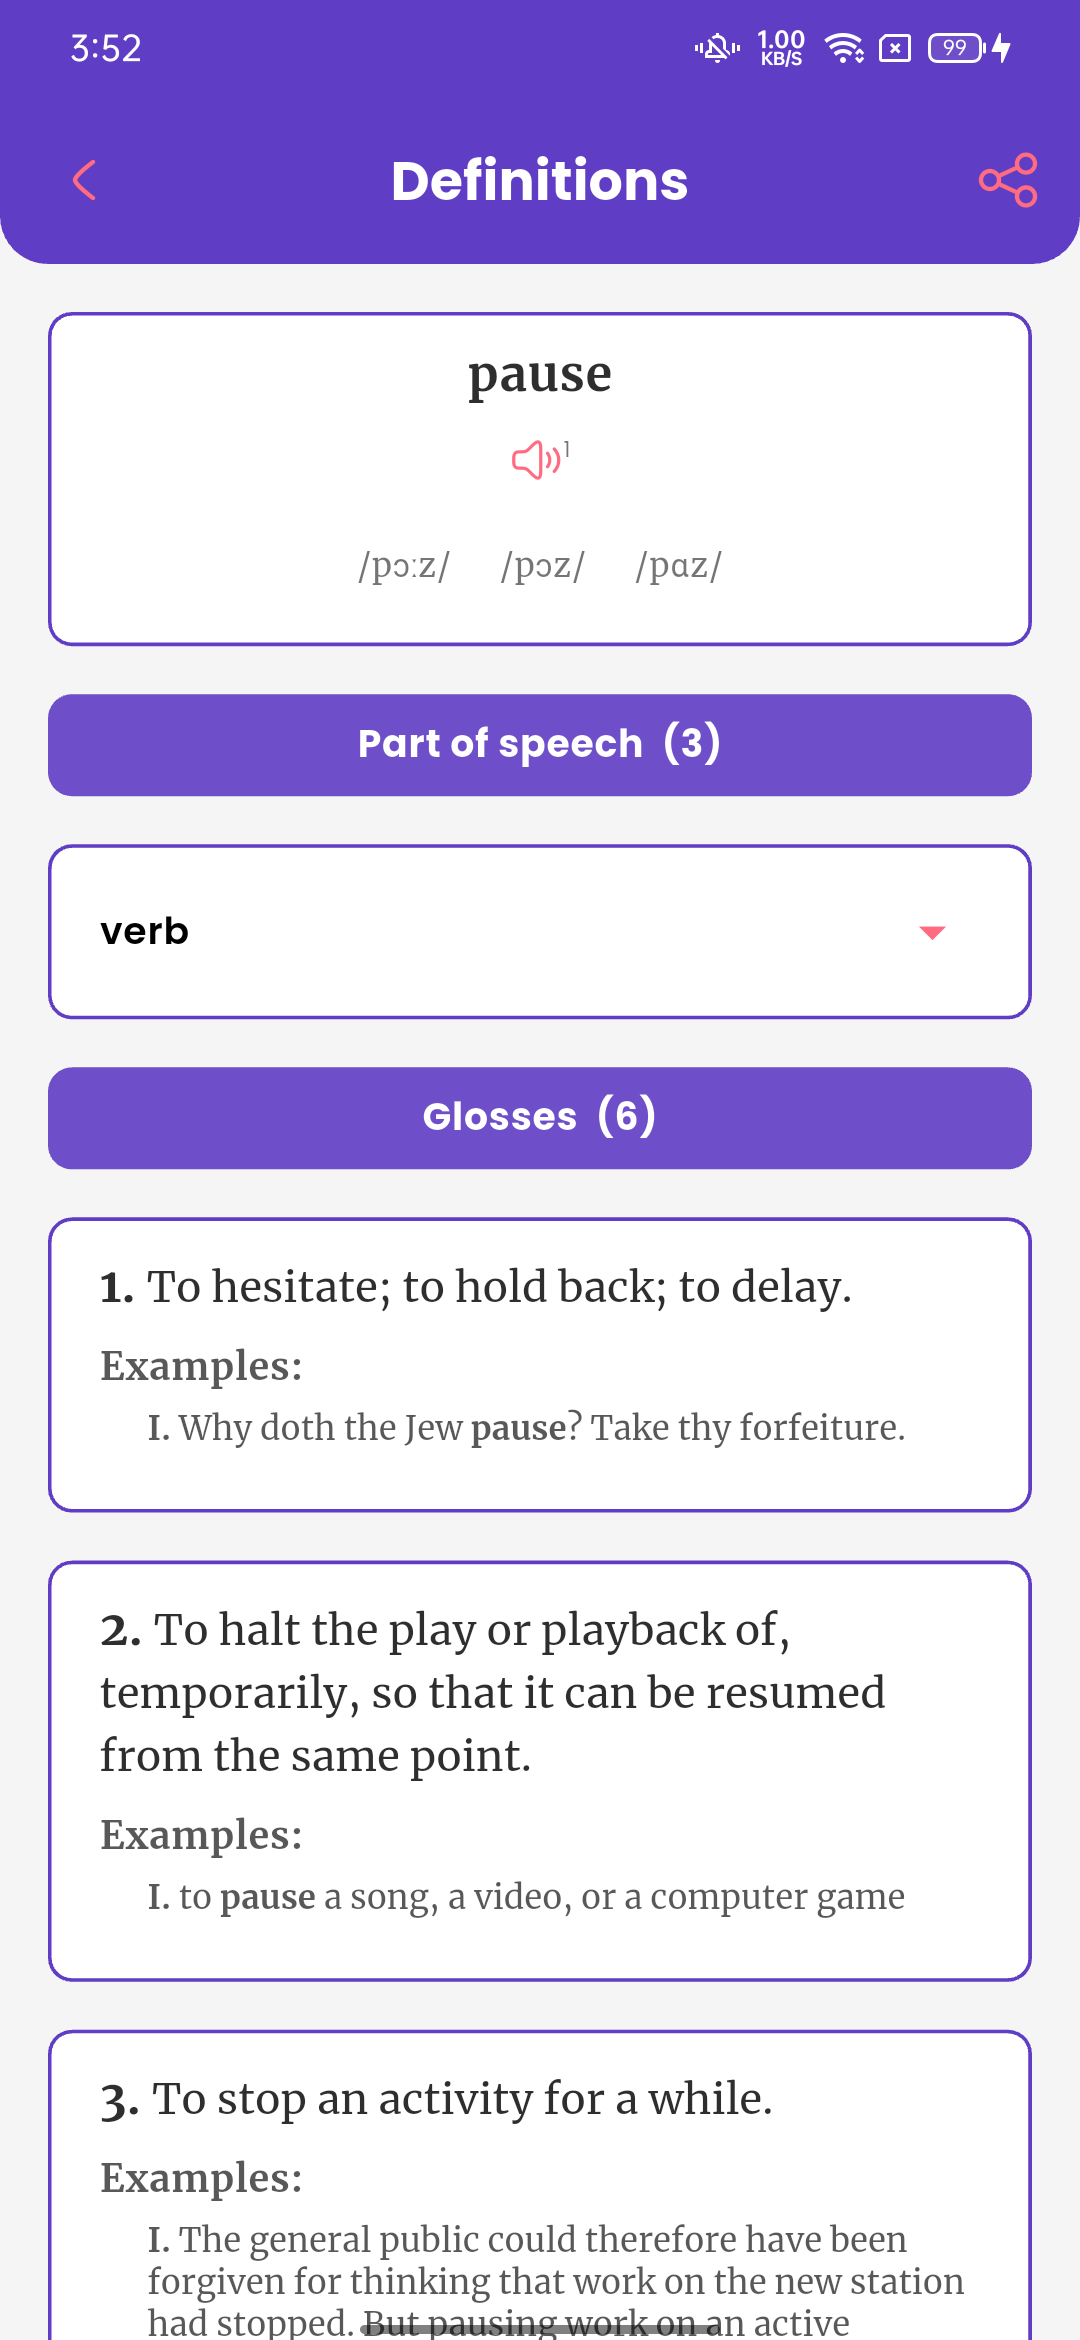 3:52
1.00
KB/S
99
Definitions
pause
1
/pɔːz/ /pɔz/ /pɑz/
Part of speech (3)
verb
Glosses (6)
1. To hesitate; to hold back; to delay.
Examples:
I. Why doth the Jew pause? Take thy forfeiture.
2. To halt the play or playback of,
temporarily, so that it can be resumed
from the same point.
Examples:
I. to pause a song, a video, or a computer game
3. To stop an activity for a while.
Examples:
I. The general public could therefore have been
forgiven for thinking that work on the new station
had stopped. But pausing work on an active